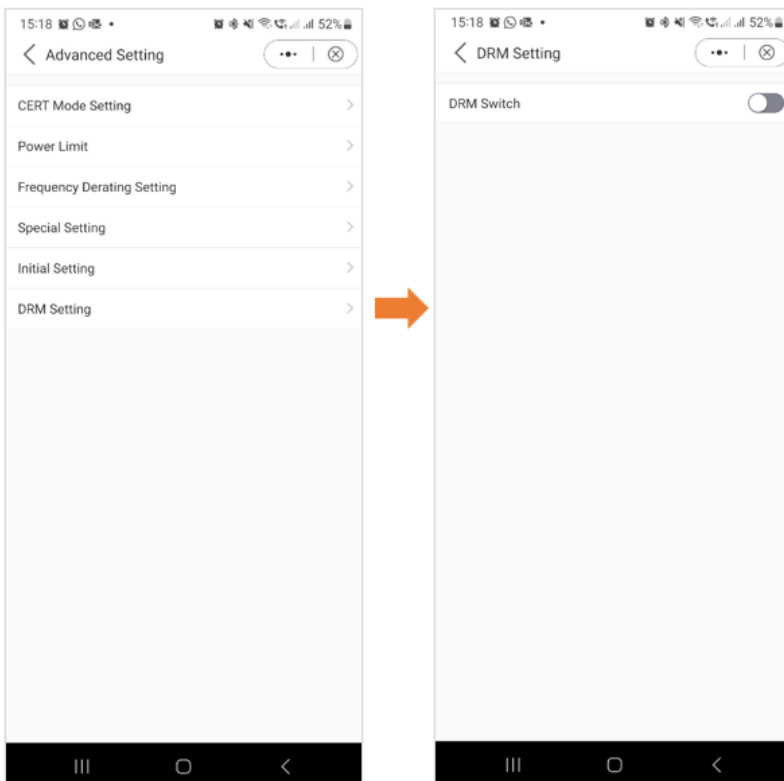 15:18
52%
Advanced Setting
CERT Mode Setting
Power Limit
Frequency Derating Setting
Special Setting
Initial Setting
DRM Setting
15:18
52%
DRM Setting
DRM Switch